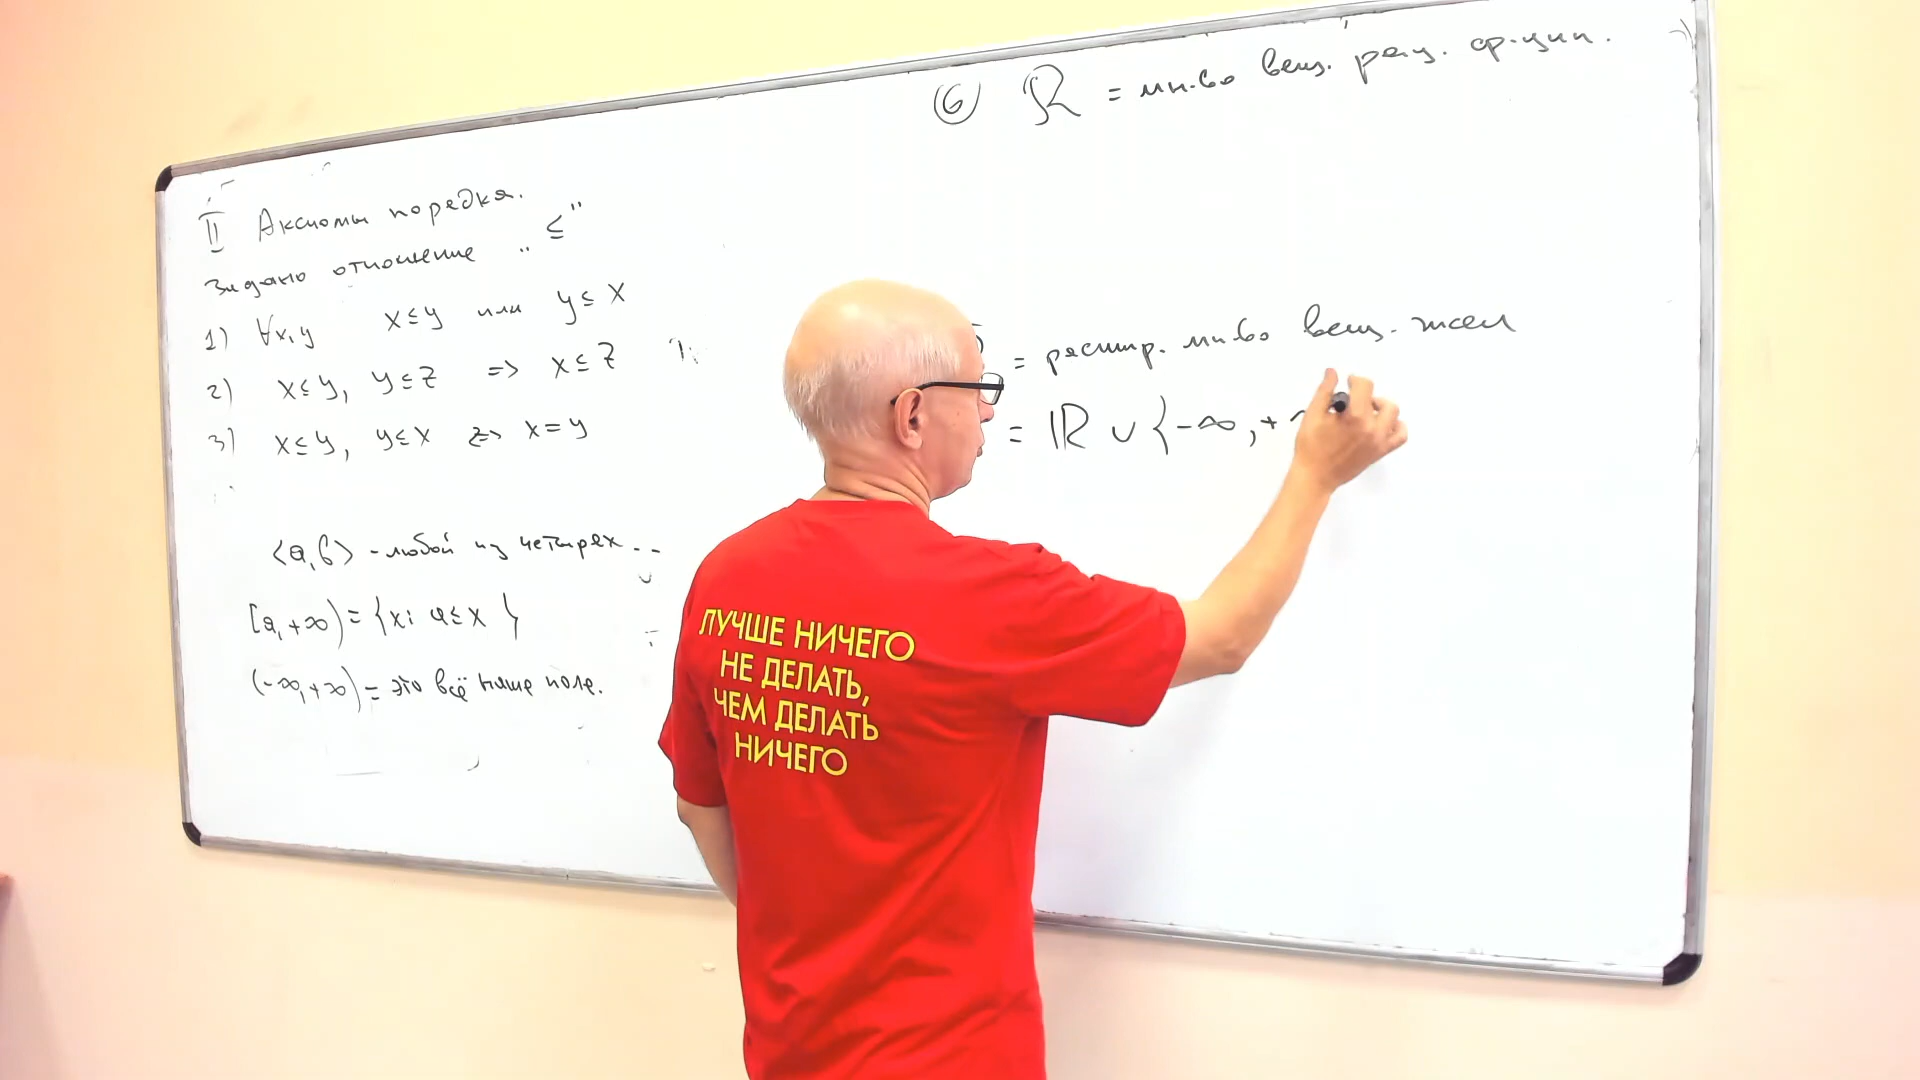 II Аксиомы порядка.
Задано отношение „ ≤ "
1) ∀x,y x≤y или y≤x
2) x≤y, y≤z => x≤z
3) x≤y, y≤x => x=y
⟨a,b⟩ - любой из четырех...
[a,+∞) = {x: a≤x }
(-∞,+∞) = это всё наше поле.
⑥ R = мн-во вещ. рац. ф-ции.
= расшир. мн-во вещ. чисел
= ℝ ∪ {-∞,+
ЛУЧШЕ НИЧЕГО
НЕ ДЕЛАТЬ,
ЧЕМ ДЕЛАТЬ
НИЧЕГО